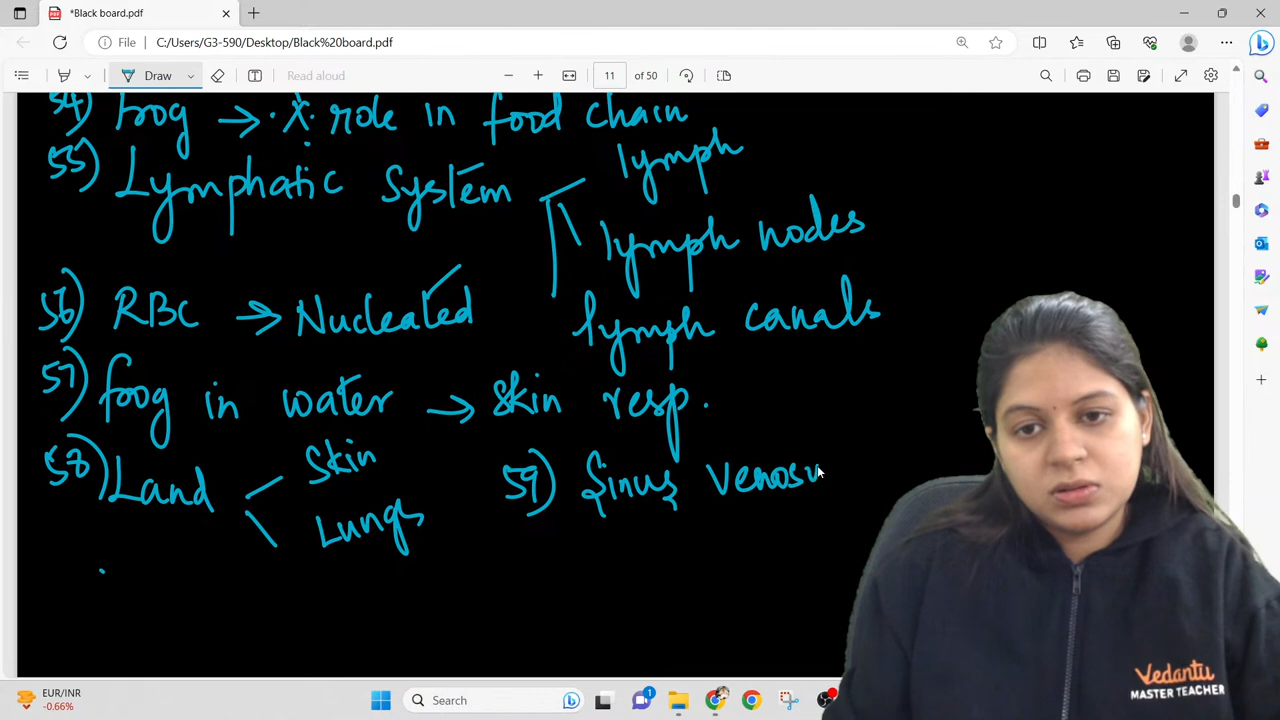 *Black board.pdf
File C:/Users/G3-590/Desktop/Black%20board.pdf
Draw Read aloud 11 of 50
54) Frog → X role in food chain
55) Lymphatic System
lymph
lymph nodes
lymph canals
56) RBC → Nucleated
57) frog in water → skin resp.
58) Land
Skin
Lungs
59) Sinus venosu
Vedantu
MASTER TEACHER
EUR/INR
-0.66%
Search
1